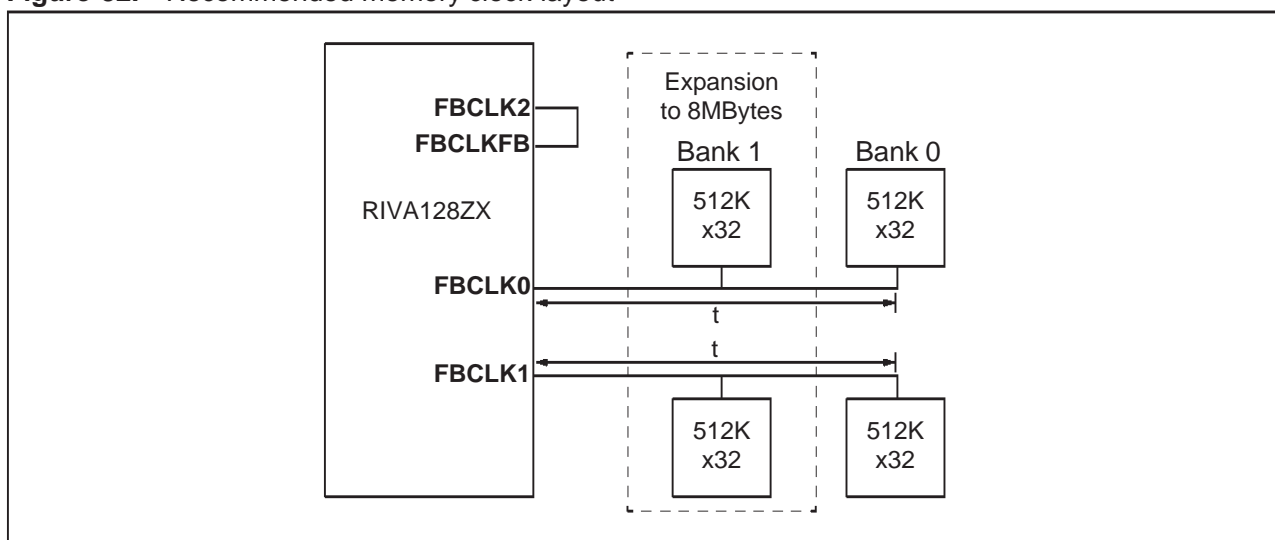 Figure Recommended memory clock layout
Expansion
to 8MBytes
FBCLK2
FBCLKFB
Bank 1
Bank 0
RIVA128ZX
512K
x32
512K
x32
FBCLK0
t
t
FBCLK1
512K
x32
512K
x32